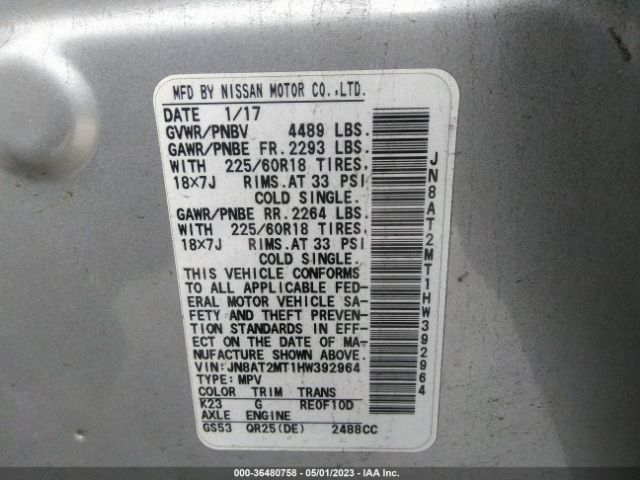 MFD BY NISSAN MOTOR CO.,LTD.
DATE 1/17
GVWR/PNBV 4489 LBS.
GAWR/PNBE FR. 2293 LBS.
WITH 225/60R18 TIRES.
18×7J RIMS. AT 33 PSI
COLD SINGLE.
GAWR/PNBE RR. 2264 LBS.
WITH 225/60R18 TIRES.
18×7J RIMS. AT 33 PSI
COLD SINGLE.
THIS VEHICLE CONFORMS
TO ALL APPLICABLE FED-
ERAL MOTOR VEHICLE SA-
FETY AND THEFT PREVEN-
TION STANDARDS IN EFF-
ECT ON THE DATE OF MA-
NUFACTURE SHOWN ABOVE.
VIN: JN8AT2MT1HW392964
TYPE: MPV
COLOR TRIM TRANS
K23 G RE0F10D
AXLE ENGINE
GS53 QR25(DE) 2488CC
JN8AT2MT1HW392964
000-36480758 - 05/01/2023 - IAA Inc.